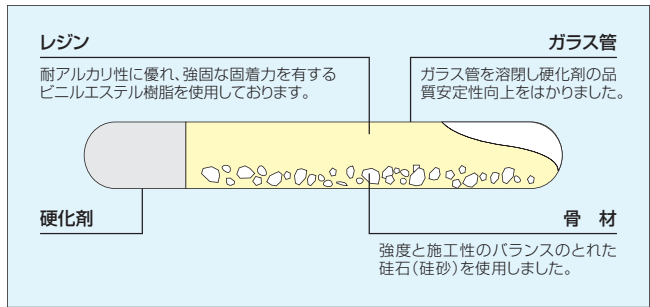 レジン
耐アルカリ性に優れ、強固な固着力を有する
ビニルエステル樹脂を使用しております。
ガラス管
ガラス管を溶閉し硬化剤の品
質安定性向上をはかりました。
硬化剤
骨　材
強度と施工性のバランスのとれた
硅石（硅砂）を使用しました。